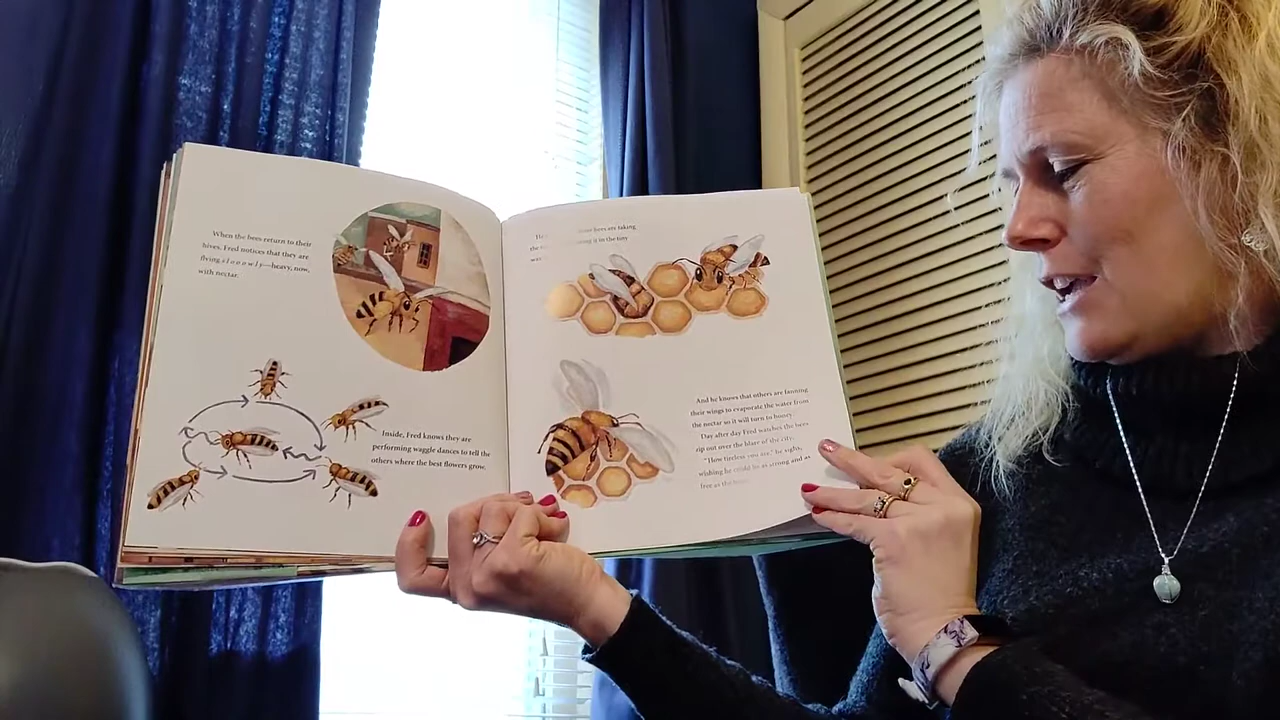 When the bees return to their
hives, Fred notices that they are
flying s l o o o w l y—heavy, now,
with nectar.
Inside, Fred knows they are
performing waggle dances to tell the
others where the best flowers grow.
bees are taking
it in the tiny
And he knows that others are fanning
their wings to evaporate the water from
the nectar so it will turn to honey.
Day after day Fred watches the bees
rip out over the blaze of the city.
"How tireless you are," he sighs,
wishing he could be as strong and as
free as the